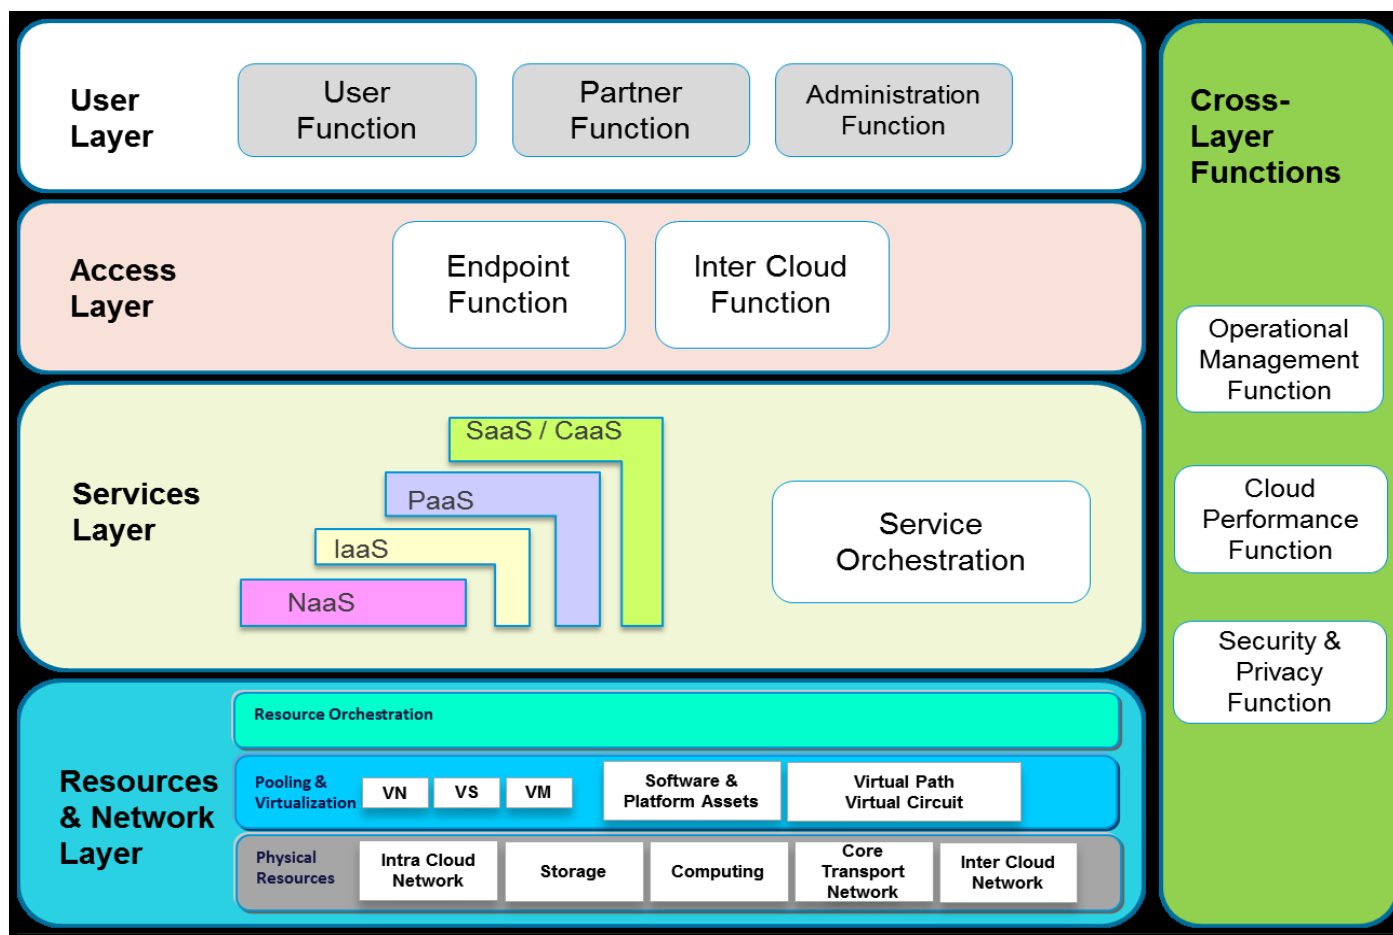 User
Layer
User
Function
Partner
Function
Administration
Function
Access
Layer
Endpoint
Function
Inter Cloud
Function
Services
Layer
SaaS / CaaS
PaaS
IaaS
NaaS
Service
Orchestration
Resources
& Network
Layer
Resource Orchestration
Pooling &
Virtualization
VN
VS
VM
Software &
Platform Assets
Virtual Path
Virtual Circuit
Physical
Resources
Intra Cloud
Network
Storage
Computing
Core
Transport
Network
Inter Cloud
Network
Cross-
Layer
Functions
Operational
Management
Function
Cloud
Performance
Function
Security &
Privacy
Function